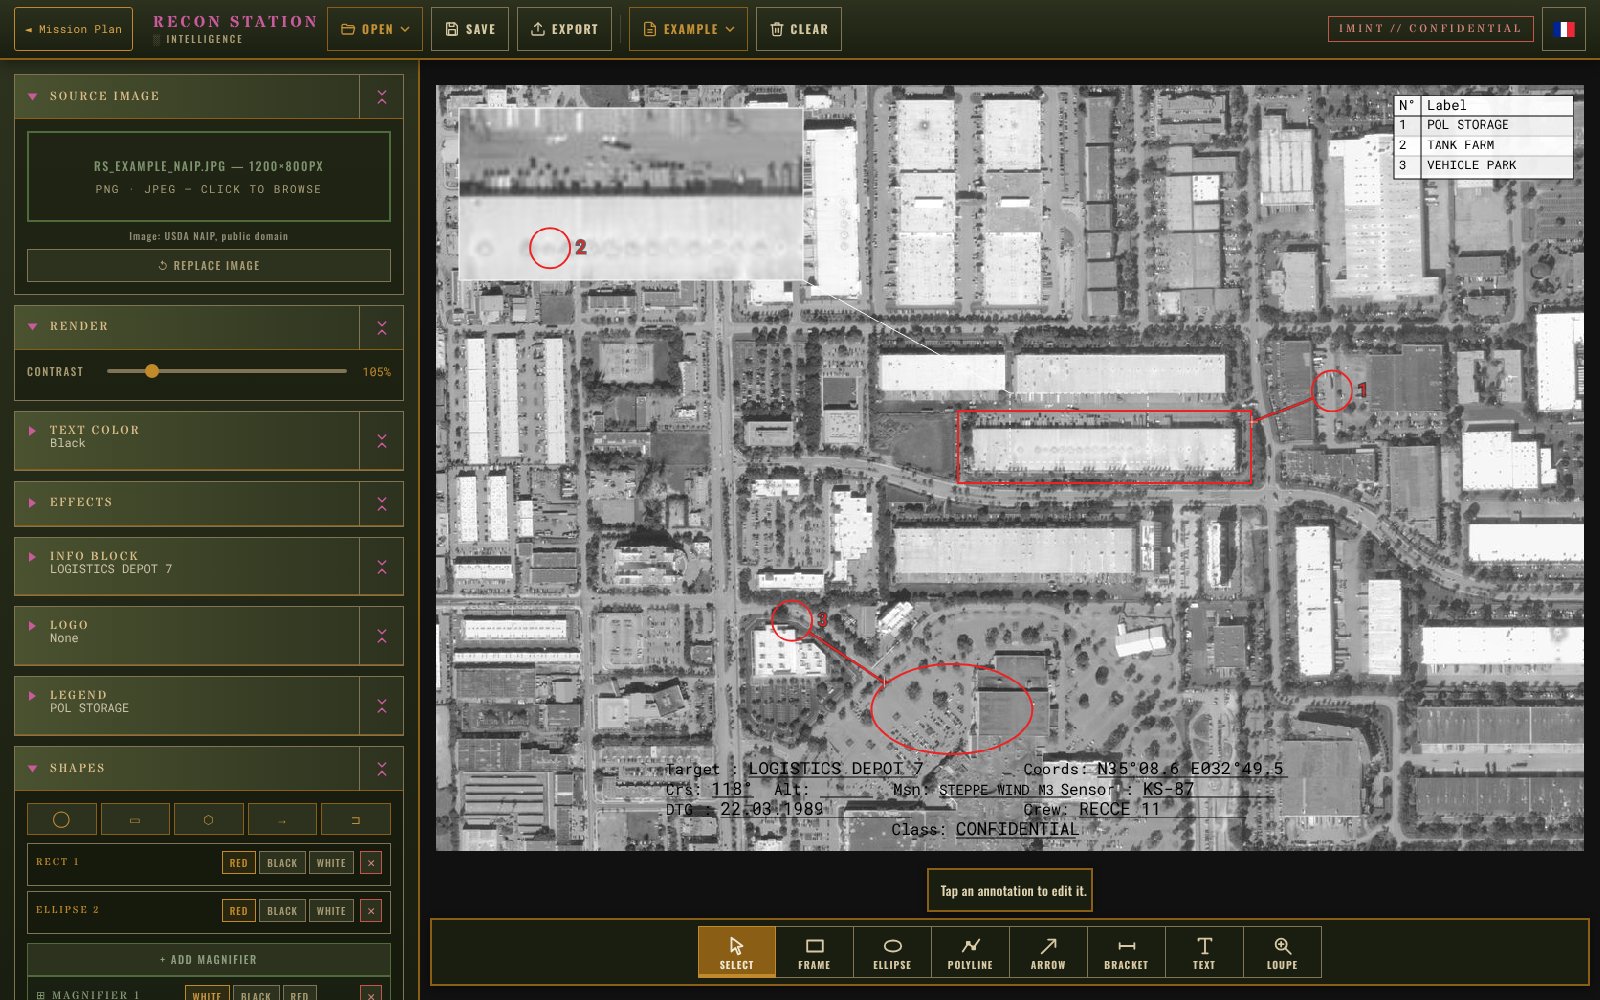 ◄ Mission Plan
RECON STATION
INTELLIGENCE
OPEN
SAVE
EXPORT
EXAMPLE
CLEAR
IMINT // CONFIDENTIAL
SOURCE IMAGE
RS_EXAMPLE_NAIP.JPG — 1200×800PX
PNG · JPEG — CLICK TO BROWSE
Image: USDA NAIP, public domain
↺ REPLACE IMAGE
RENDER
CONTRAST 105%
TEXT COLOR
Black
EFFECTS
INFO BLOCK
LOGISTICS DEPOT 7
LOGO
None
LEGEND
POL STORAGE
SHAPES
RECT 1 RED BLACK WHITE ×
ELLIPSE 2 RED BLACK WHITE ×
+ ADD MAGNIFIER
⊞ MAGNIFIER 1 WHITE BLACK RED ×
N° Label
1 POL STORAGE
2 TANK FARM
3 VEHICLE PARK
2
1
3
Target : LOGISTICS DEPOT 7 Coords: N35°08.6 E032°49.5
Crs: 118° Alt: Msn: STEPPE WIND M3 Sensor : KS-87
DTG : 22.03.1989 Crew: RECCE 11
Class: CONFIDENTIAL
Tap an annotation to edit it.
SELECT
FRAME
ELLIPSE
POLYLINE
ARROW
BRACKET
TEXT
LOUPE